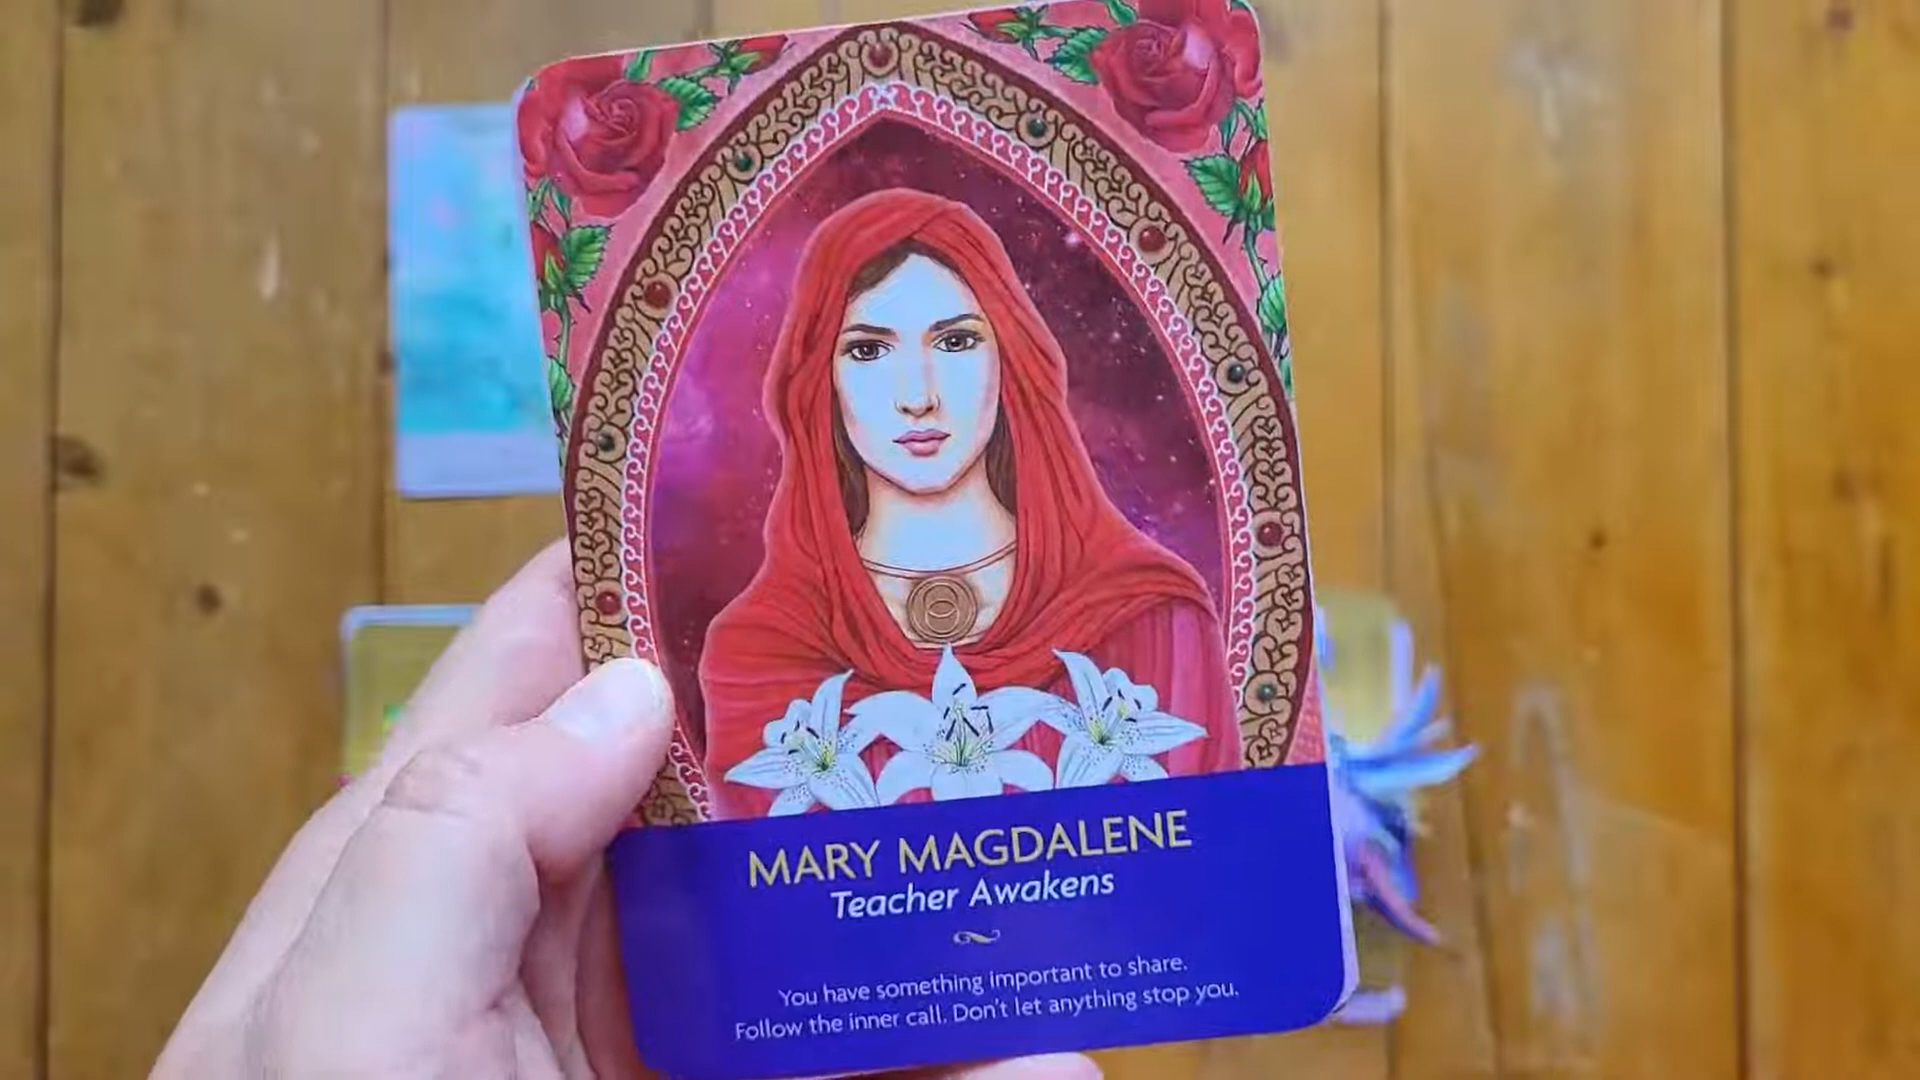 MARY MAGDALENE
Teacher Awakens
You have something important to share.
Follow the inner call. Don't let anything stop you.